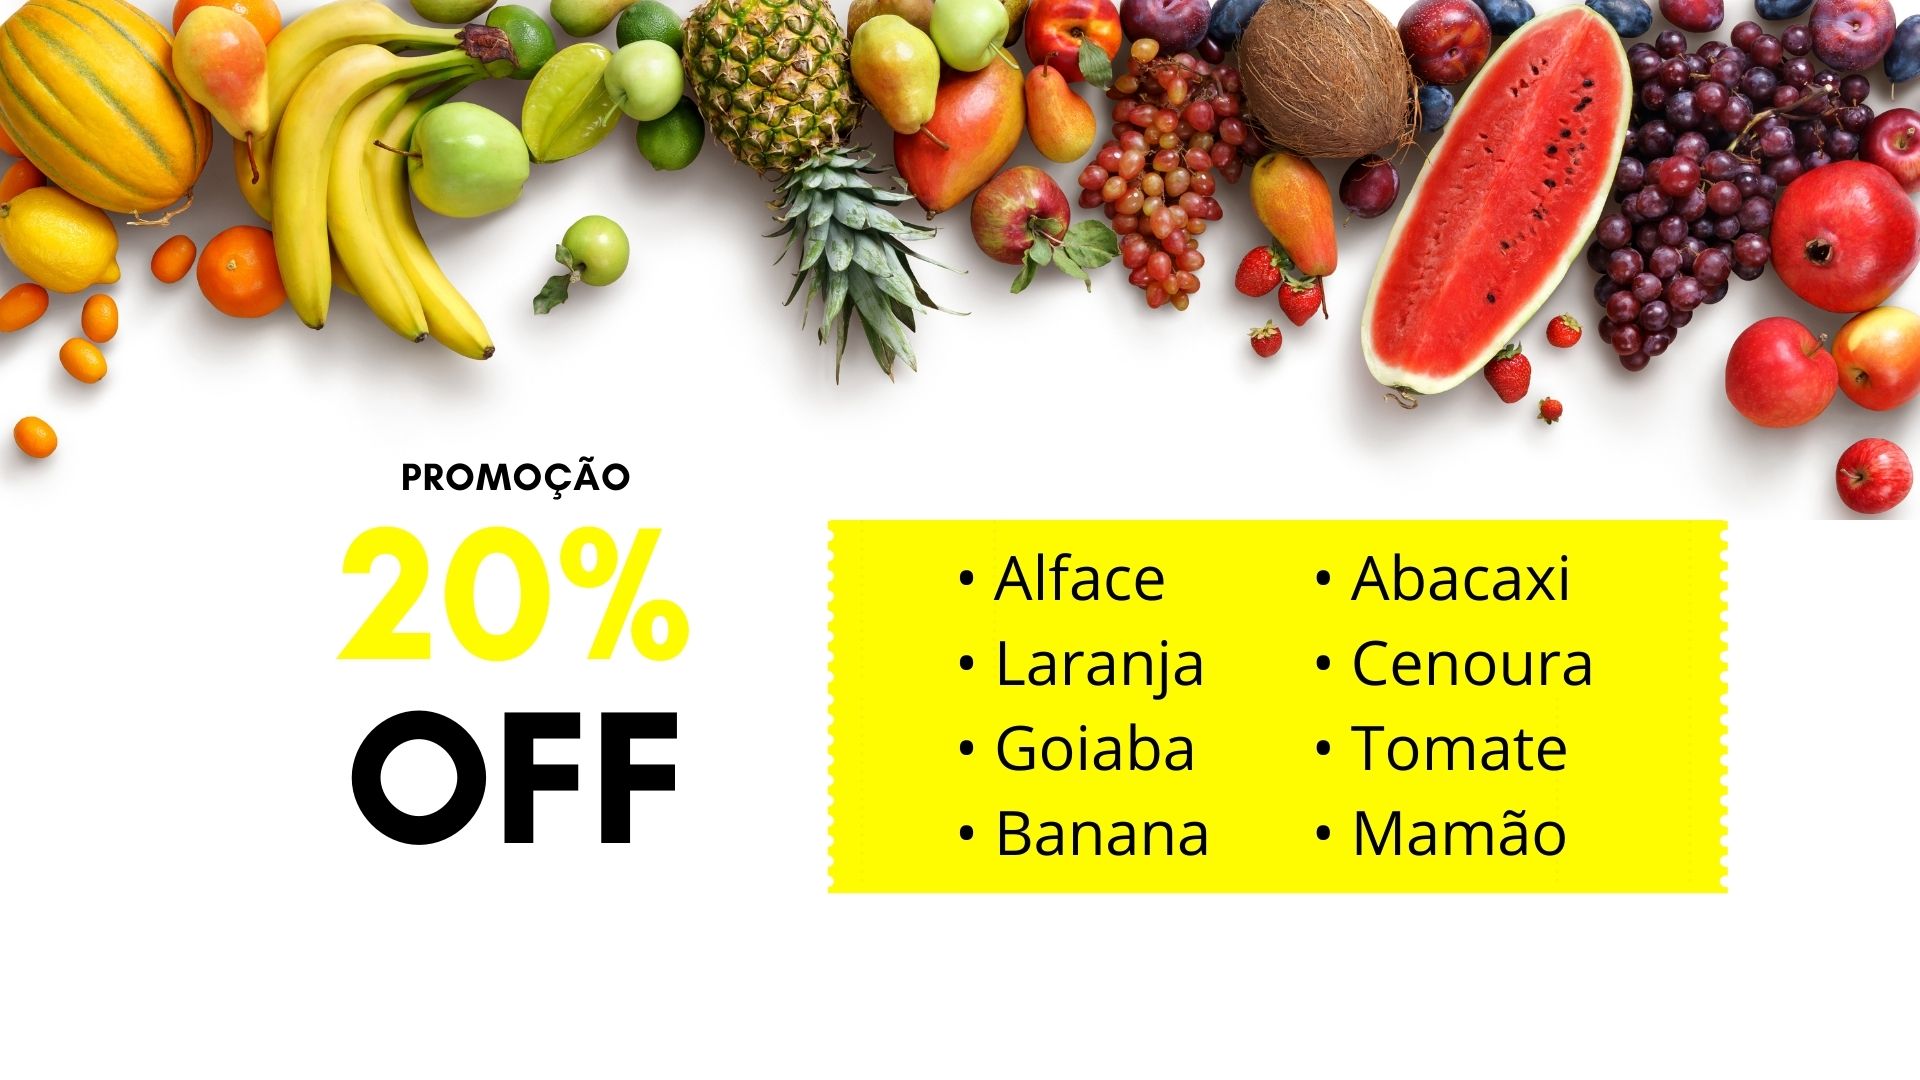 PROMOÇÃO
20%
OFF
• Alface
• Laranja
• Goiaba
• Banana
• Abacaxi
• Cenoura
• Tomate
• Mamão